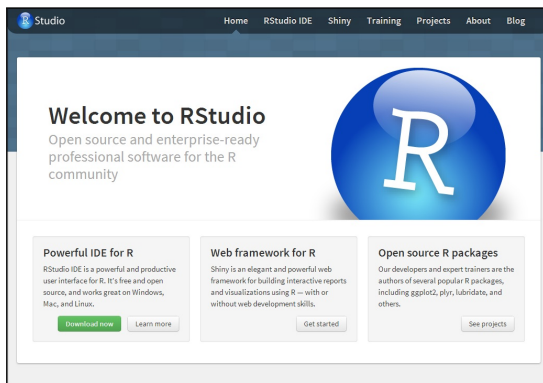 R Studio
Home RStudio IDE Shiny Training Projects About Blog
Welcome to RStudio
Open source and enterprise-ready
professional software for the R
community
R
Powerful IDE for R
RStudio IDE is a powerful and productive
user interface for R. It's free and open
source, and works great on Windows,
Mac, and Linux.
Download now Learn more
Web framework for R
Shiny is an elegant and powerful web
framework for building interactive reports
and visualizations using R — with or
without web development skills.
Get started
Open source R packages
Our developers and expert trainers are the
authors of several popular R packages,
including ggplot2, plyr, lubridate, and
others.
See projects